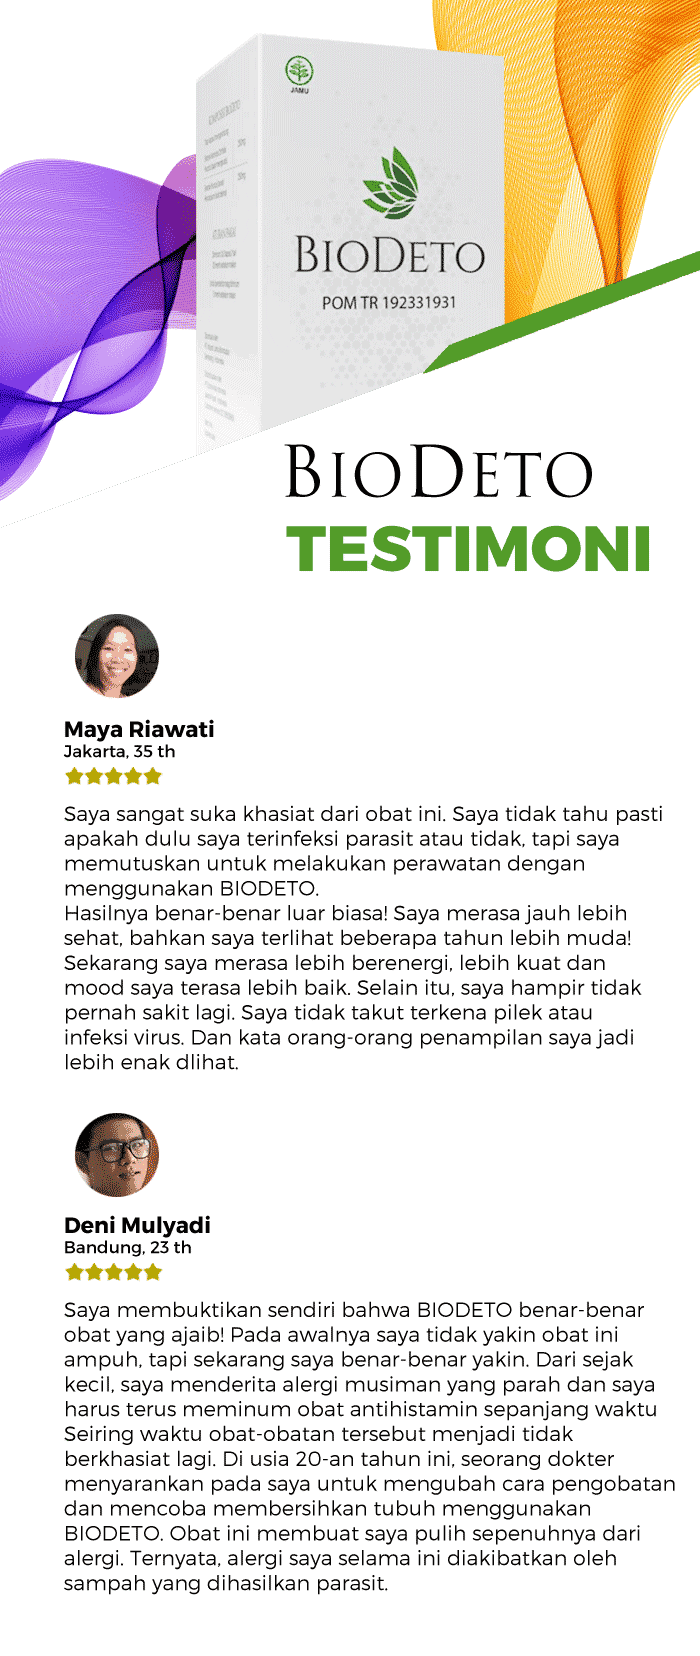 JAMU
BIODETO
POM TR 192331931
BIODETO
TESTIMONI
Maya Riawati
Jakarta, 35 th
Saya sangat suka khasiat dari obat ini. Saya tidak tahu pasti
apakah dulu saya terinfeksi parasit atau tidak, tapi saya
memutuskan untuk melakukan perawatan dengan
menggunakan BIODETO.
Hasilnya benar-benar luar biasa! Saya merasa jauh lebih
sehat, bahkan saya terlihat beberapa tahun lebih muda!
Sekarang saya merasa lebih berenergi, lebih kuat dan
mood saya terasa lebih baik. Selain itu, saya hampir tidak
pernah sakit lagi. Saya tidak takut terkena pilek atau
infeksi virus. Dan kata orang-orang penampilan saya jadi
lebih enak dlihat.
Deni Mulyadi
Bandung, 23 th
Saya membuktikan sendiri bahwa BIODETO benar-benar
obat yang ajaib! Pada awalnya saya tidak yakin obat ini
ampuh, tapi sekarang saya benar-benar yakin. Dari sejak
kecil, saya menderita alergi musiman yang parah dan saya
harus terus meminum obat antihistamin sepanjang waktu
Seiring waktu obat-obatan tersebut menjadi tidak
berkhasiat lagi. Di usia 20-an tahun ini, seorang dokter
menyarankan pada saya untuk mengubah cara pengobatan
dan mencoba membersihkan tubuh menggunakan
BIODETO. Obat ini membuat saya pulih sepenuhnya dari
alergi. Ternyata, alergi saya selama ini diakibatkan oleh
sampah yang dihasilkan parasit.